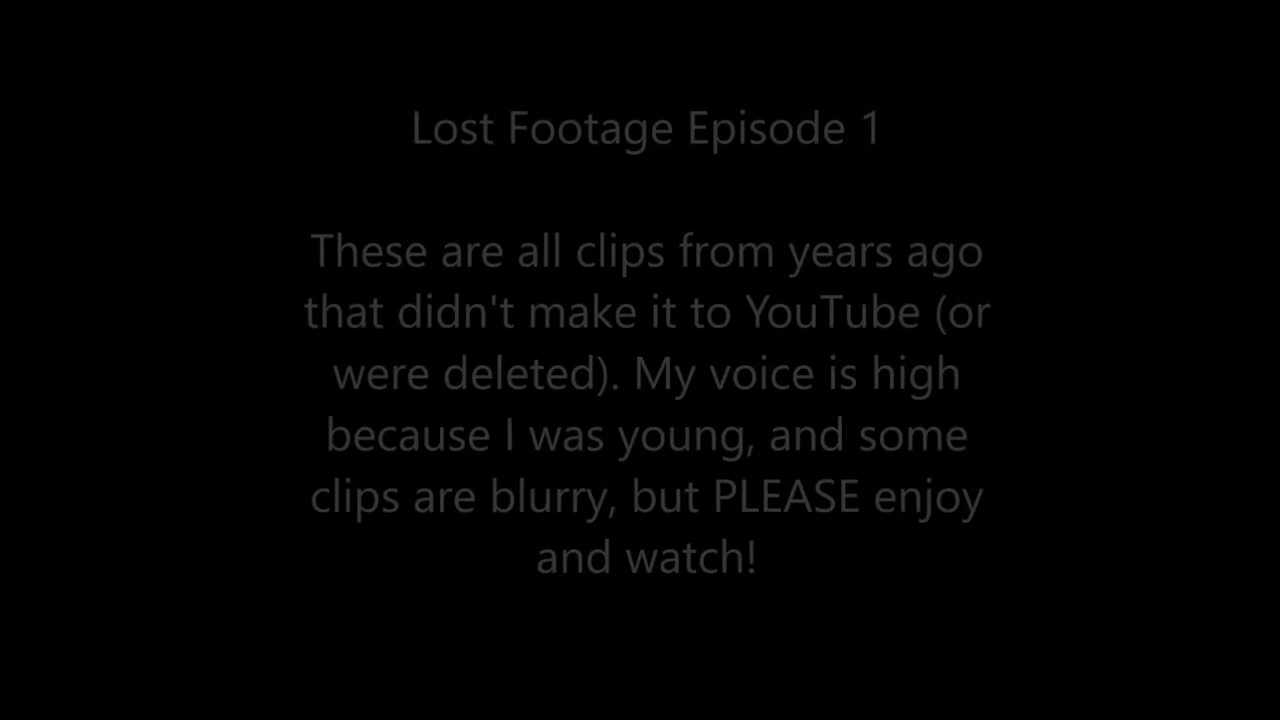 Lost Footage Episode 1
These are all clips from years ago
that didn't make it to YouTube (or
were deleted). My voice is high
because I was young, and some
clips are blurry, but PLEASE enjoy
and watch!